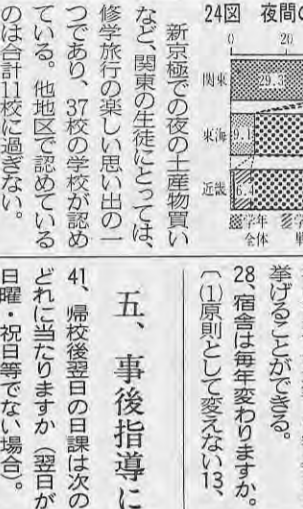 24図 夜間の
0 20
関東 29.3
東海 9.1
近畿 6.4
学年
全体
挙げることができる。
28、宿舎は毎年変わりますか。
〔⑴原則として変えない13、
新京極での夜の土産物買い
など、関東の生徒にとっては、
修学旅行の楽しい思い出の一
つであり、37校の学校が認め
ている。他地区で認めている
のは合計11校に過ぎない。
五、事後指導に
41、帰校後翌日の日課は次の
どれに当たりますか（翌日が
日曜・祝日等でない場合）。